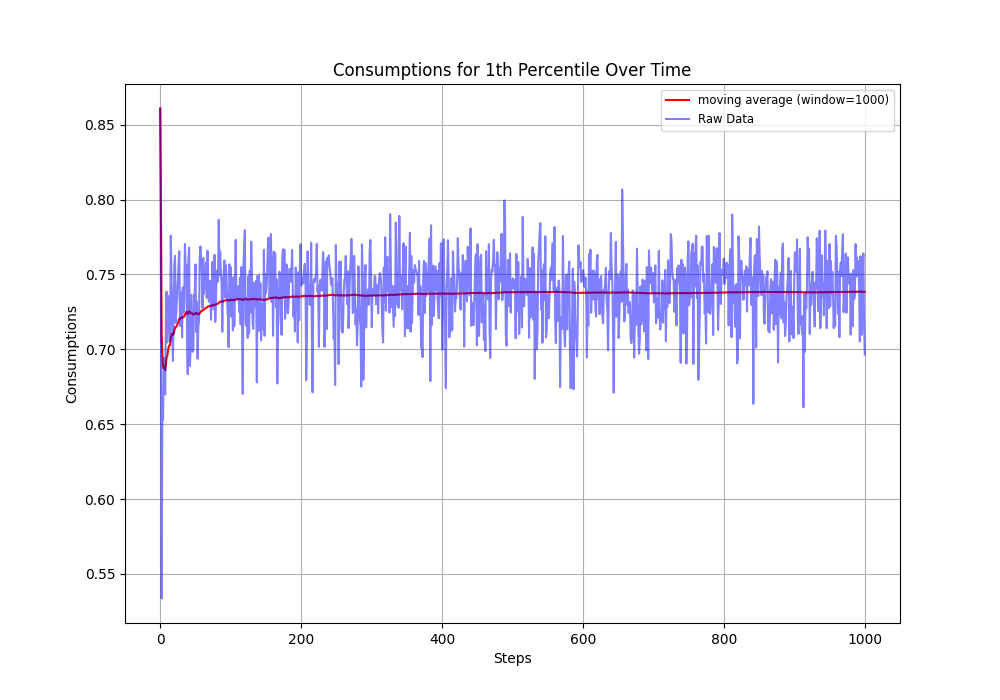 Consumptions for 1th Percentile Over Time
moving average (window=1000)
Raw Data
Consumptions
0.85
0.80
0.75
0.70
0.65
0.60
0.55
0
200
400
600
800
1000
Steps